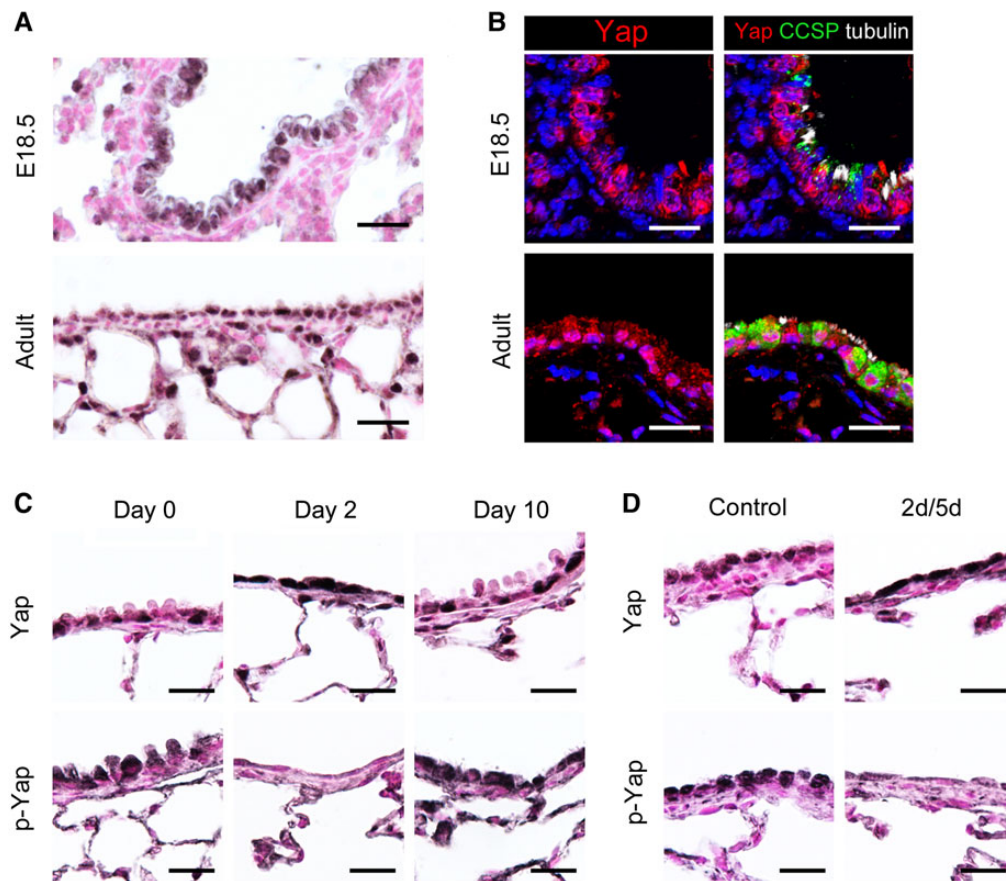 A
E18.5
Adult
B
Yap
Yap CCSP tubulin
E18.5
Adult
C
Day 0 Day 2 Day 10
Yap
p-Yap
D
Control 2d/5d
Yap
p-Yap